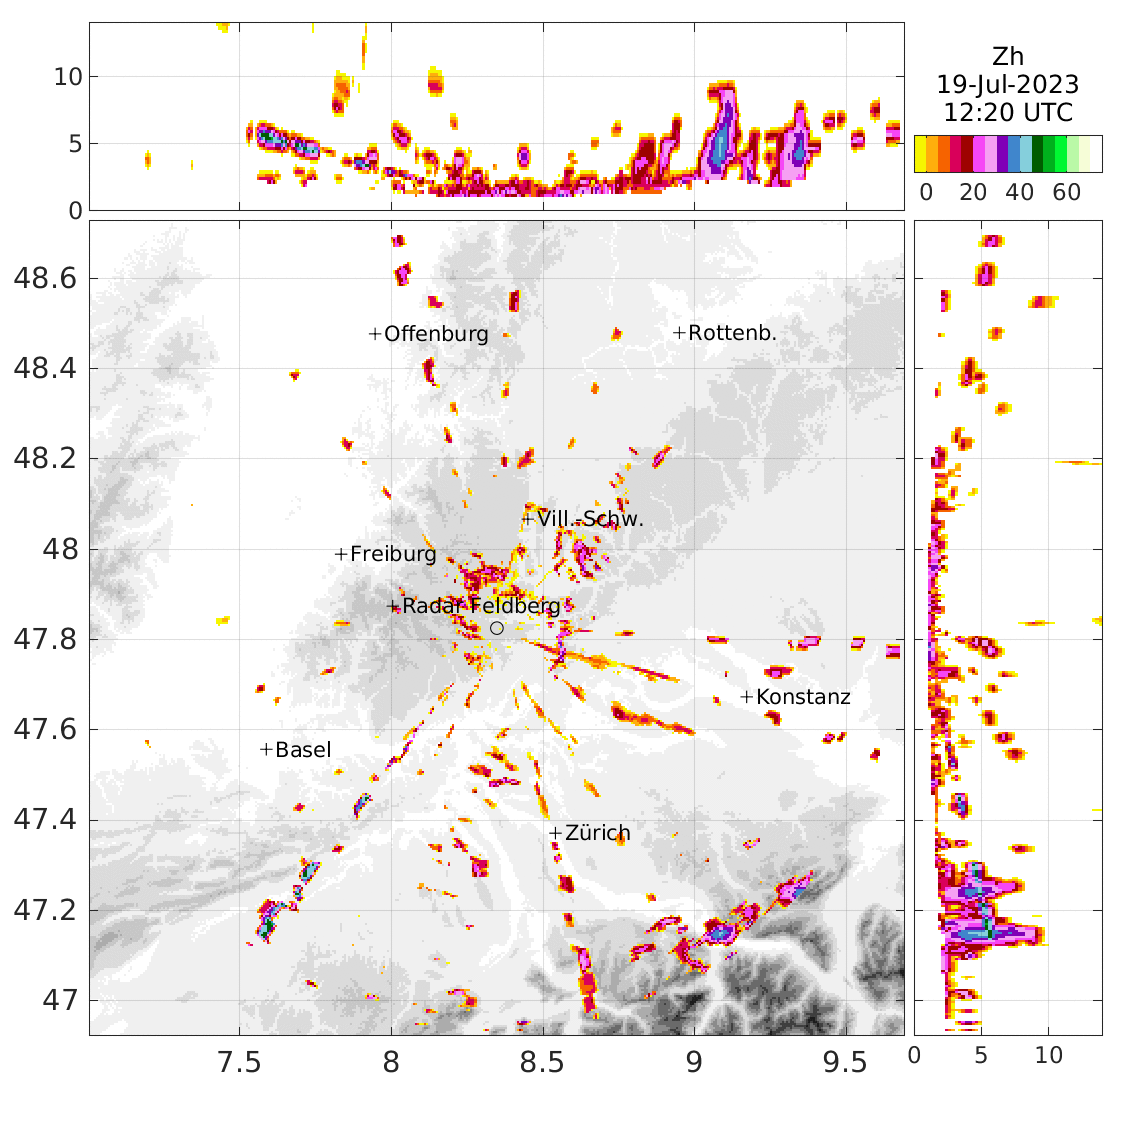 Zh
19-Jul-2023
12:20 UTC
0 20 40 60
10
5
0
48.6
48.4
48.2
48
47.8
47.6
47.4
47.2
47
+Offenburg
+Rottenb.
+Vill.-Schw.
+Freiburg
+Radar Feldberg
+Konstanz
+Basel
+Zürich
7.5 8 8.5 9 9.5
0 5 10